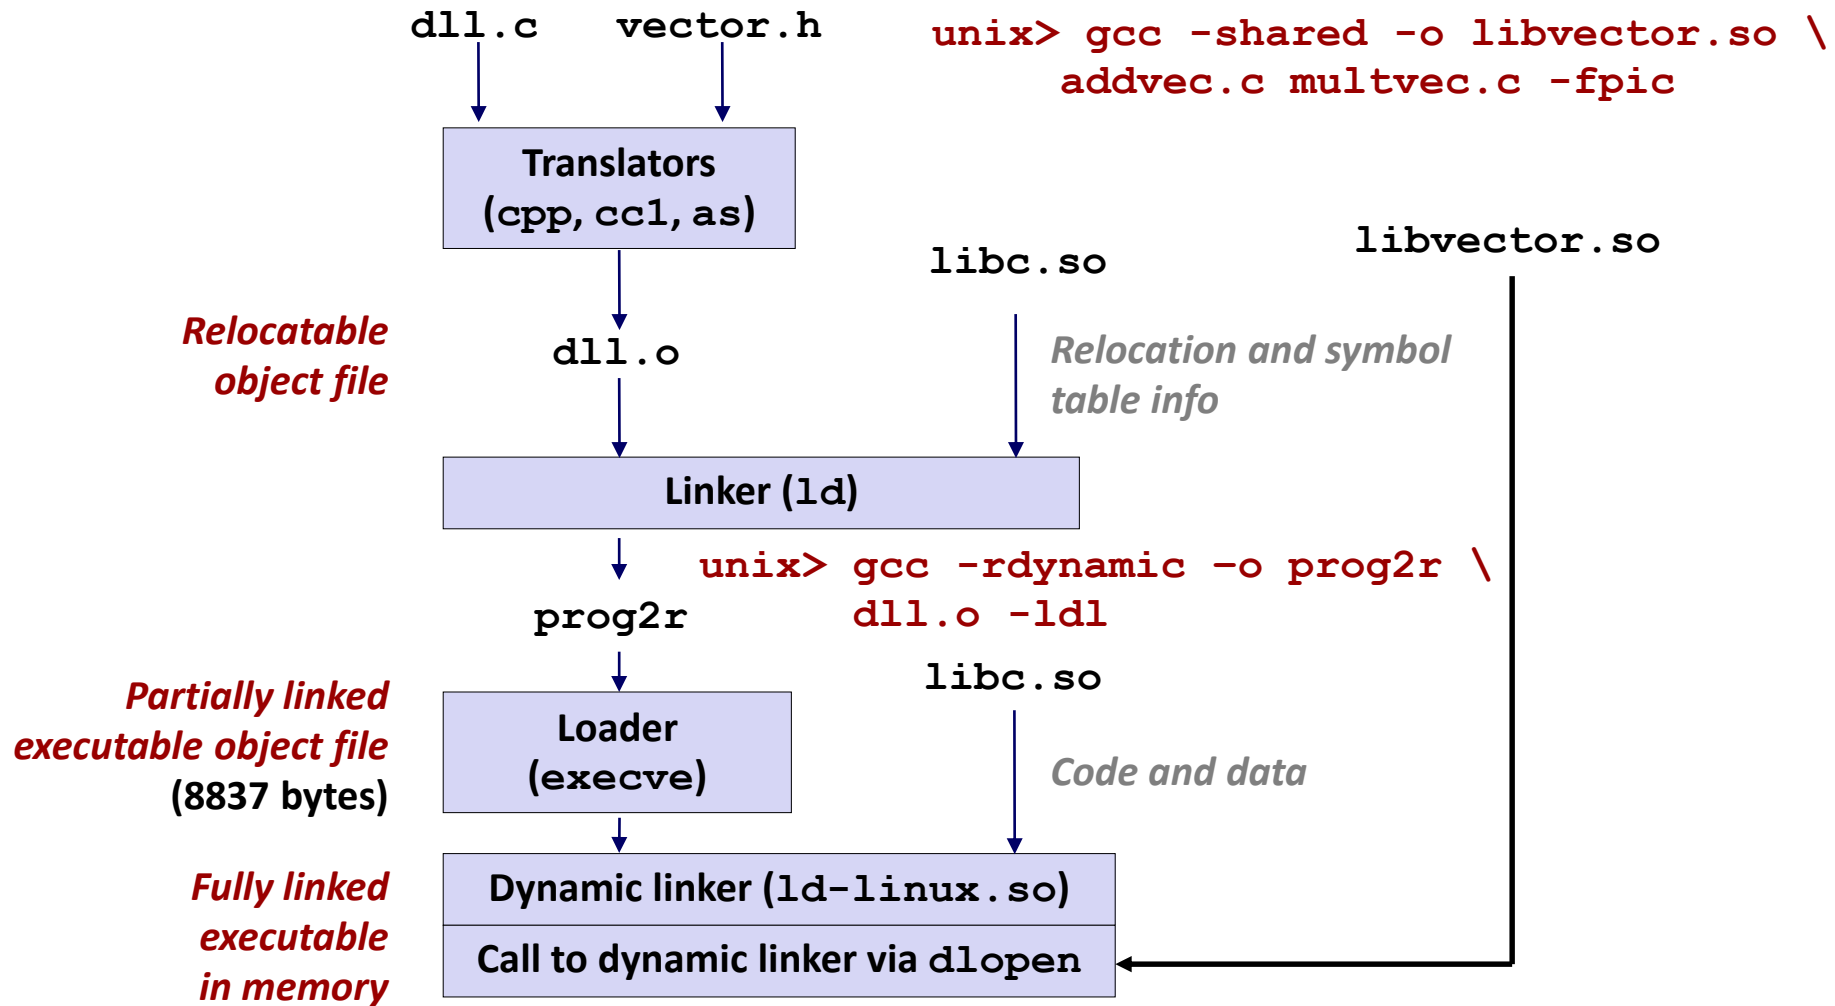 dll.c vector.h
unix> gcc -shared -o libvector.so \
addvec.c multvec.c -fpic
Translators
(cpp, cc1, as)
libc.so
libvector.so
Relocatable
object file
dll.o
Relocation and symbol
table info
Linker (ld)
unix> gcc -rdynamic –o prog2r \
dll.o -ldl
prog2r
libc.so
Partially linked
executable object file
(8837 bytes)
Loader
(execve)
Code and data
Fully linked
executable
in memory
Dynamic linker (ld-linux.so)
Call to dynamic linker via dlopen